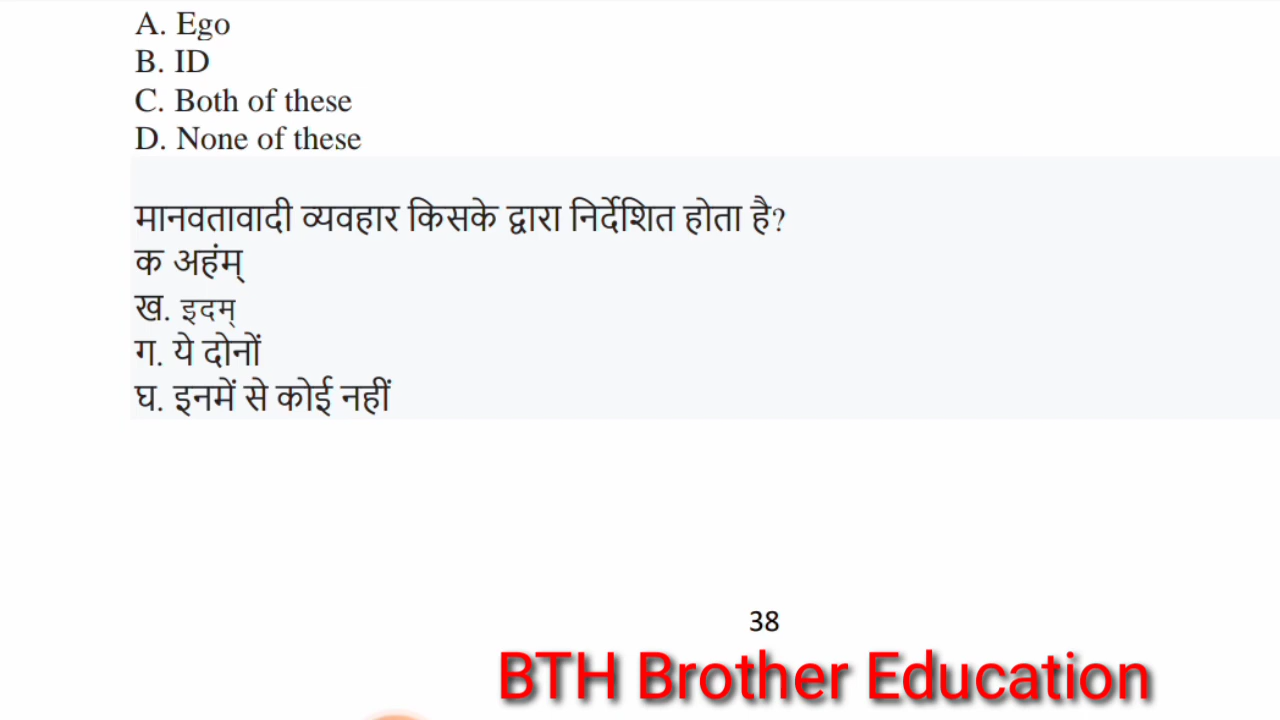 A. Ego
B. ID
C. Both of these
D. None of these
मानवतावादी व्यवहार किसके द्वारा निर्देशित होता है?
क अहंम्
ख. इदम्
ग. ये दोनों
घ. इनमें से कोई नहीं
38
BTH Brother Education